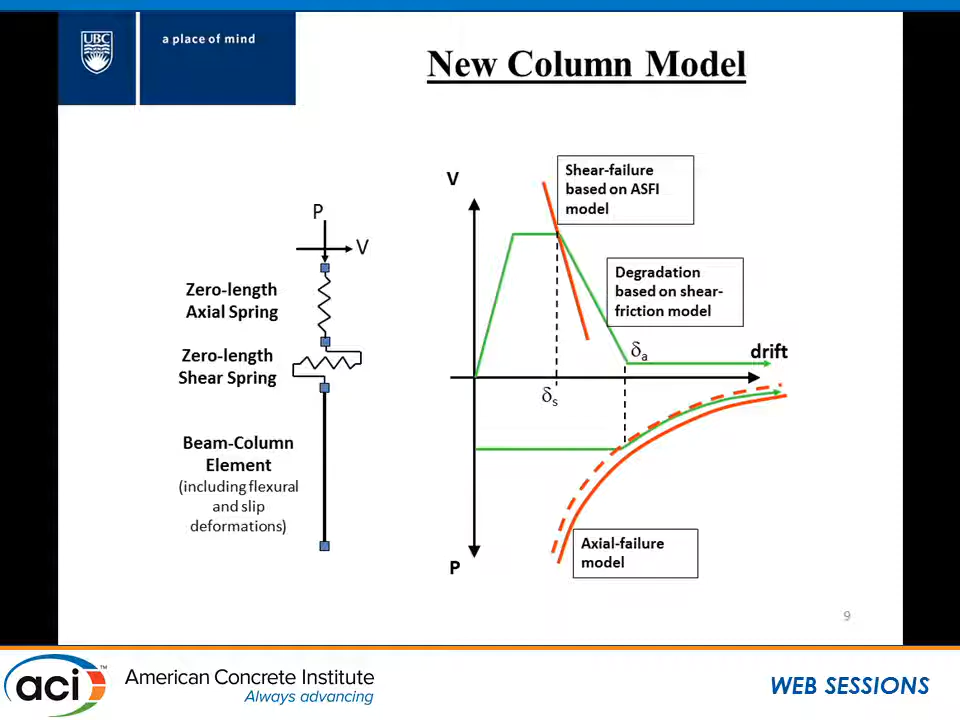 UBC
a place of mind
New Column Model
P
V
Zero-length
Axial Spring
Zero-length
Shear Spring
Beam-Column
Element
(including flexural
and slip
deformations)
V
Shear-failure
based on ASFI
model
Degradation
based on shear-
friction model
δa
drift
δs
Axial-failure
model
P
9
aci™
American Concrete Institute
Always advancing
WEB SESSIONS